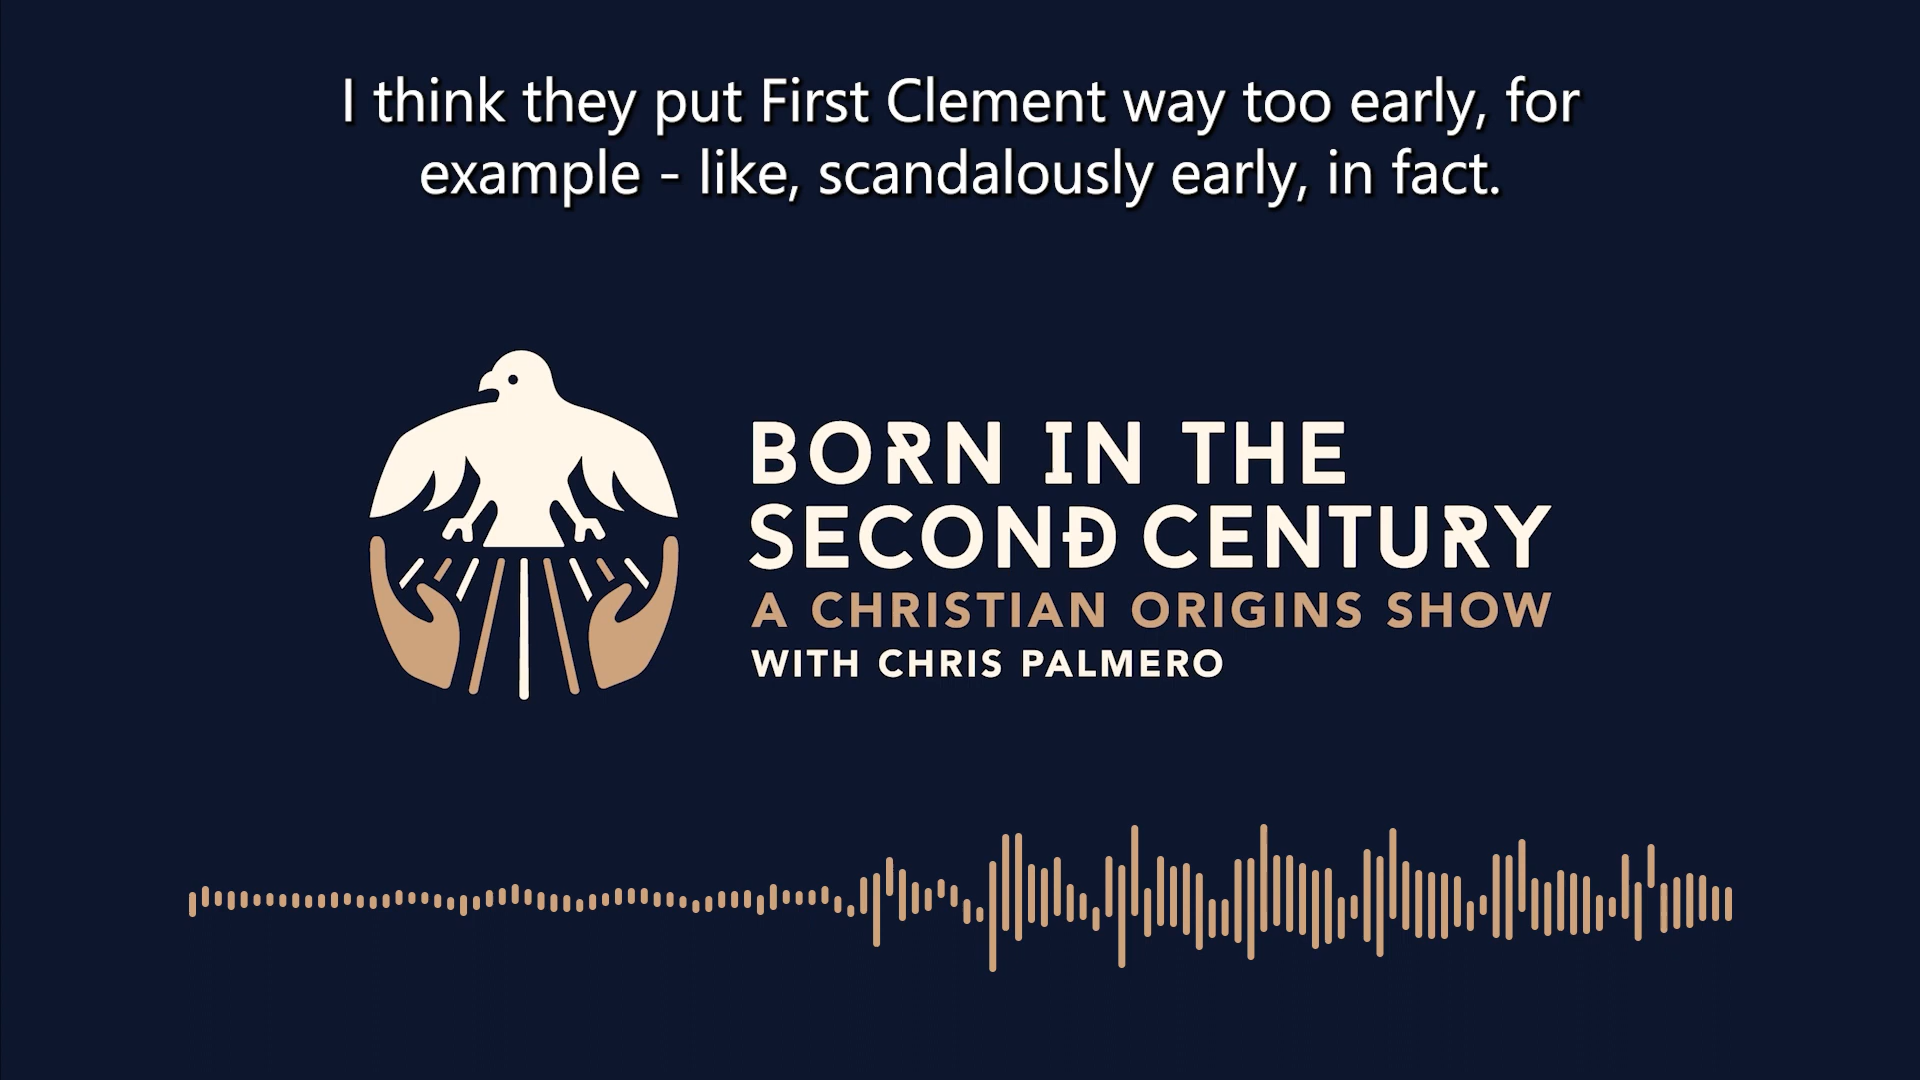 I think they put First Clement way too early, for
example - like, scandalously early, in fact.
BORN IN THE
SECOND CENTURY
A CHRISTIAN ORIGINS SHOW
WITH CHRIS PALMERO